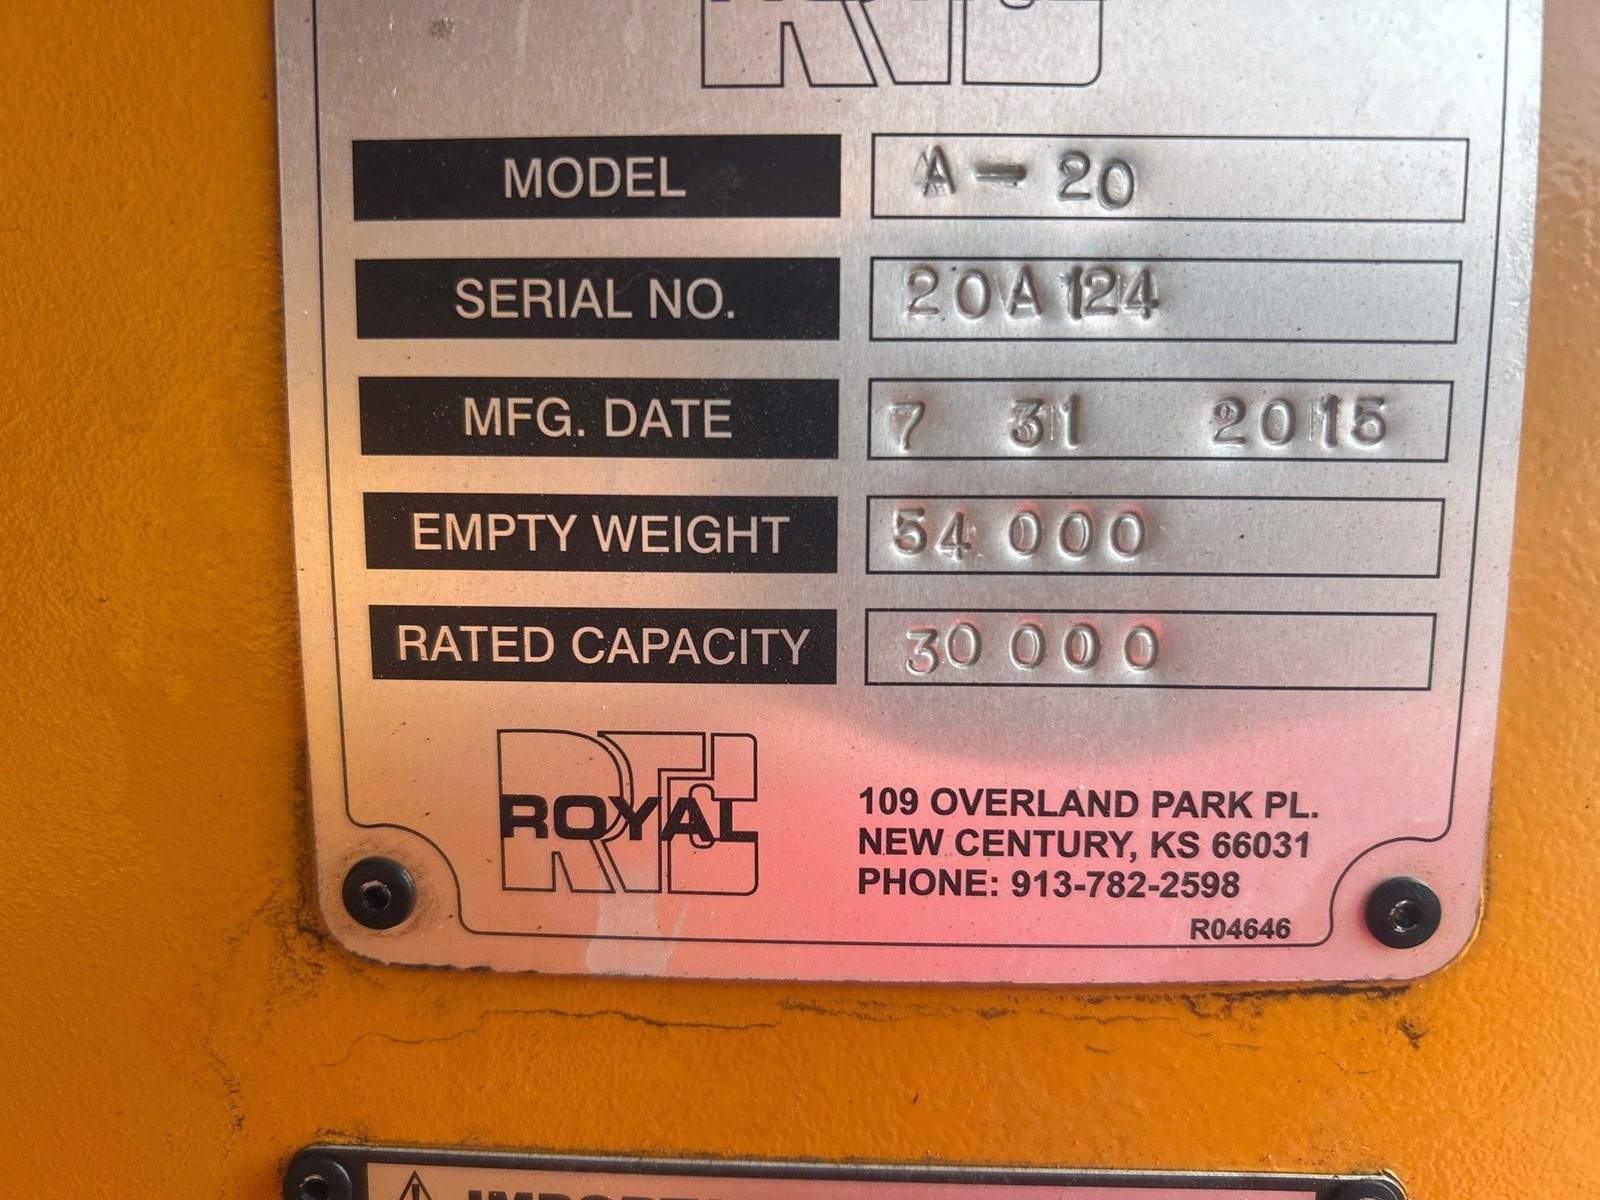 MODEL A-20
SERIAL NO. 20A124
MFG. DATE 7 31 2015
EMPTY WEIGHT 54 000
RATED CAPACITY 30 000
ROYAL
109 OVERLAND PARK PL.
NEW CENTURY, KS 66031
PHONE: 913-782-2598
R04646